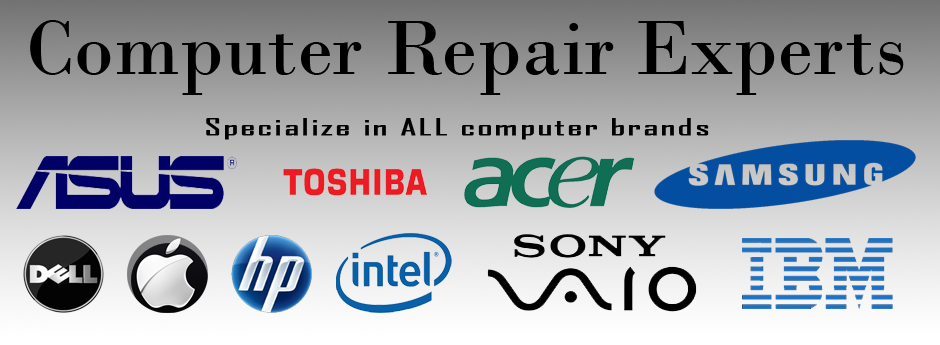 Computer Repair Experts
Specialize in ALL computer brands
ASUS® TOSHIBA acer SAMSUNG
DELL hp intel® SONY VAIO IBM